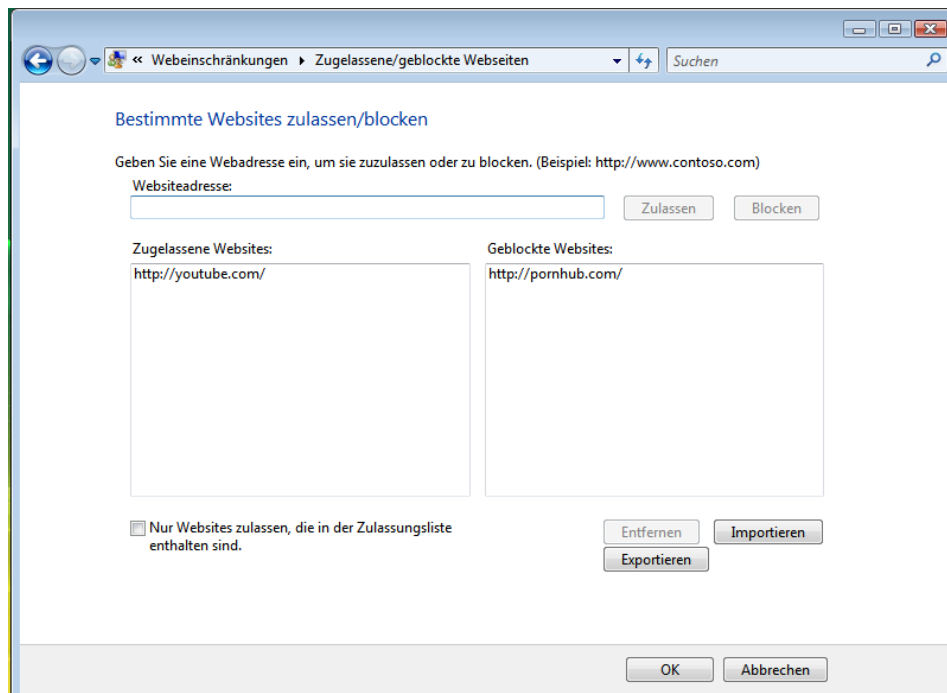 « Webeinschränkungen ▸ Zugelassene/geblockte Webseiten
Suchen
Bestimmte Websites zulassen/blocken
Geben Sie eine Webadresse ein, um sie zuzulassen oder zu blocken. (Beispiel: http://www.contoso.com)
Websiteadresse:
Zulassen
Blocken
Zugelassene Websites:
Geblockte Websites:
http://youtube.com/
http://pornhub.com/
Nur Websites zulassen, die in der Zulassungsliste
enthalten sind.
Entfernen
Importieren
Exportieren
OK
Abbrechen